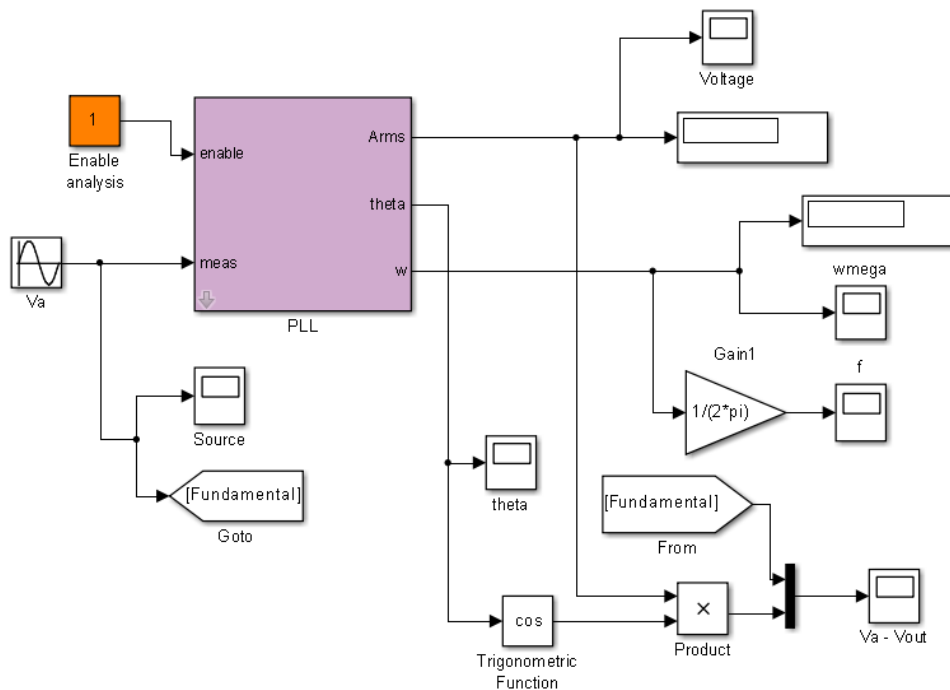 Voltage
1
Enable
analysis
enable
Arms
theta
meas
w
PLL
Va
wmega
Gain1
f
1/(2*pi)
Source
[Fundamental]
Goto
theta
[Fundamental]
From
cos
Trigonometric
Function
×
Product
Va - Vout